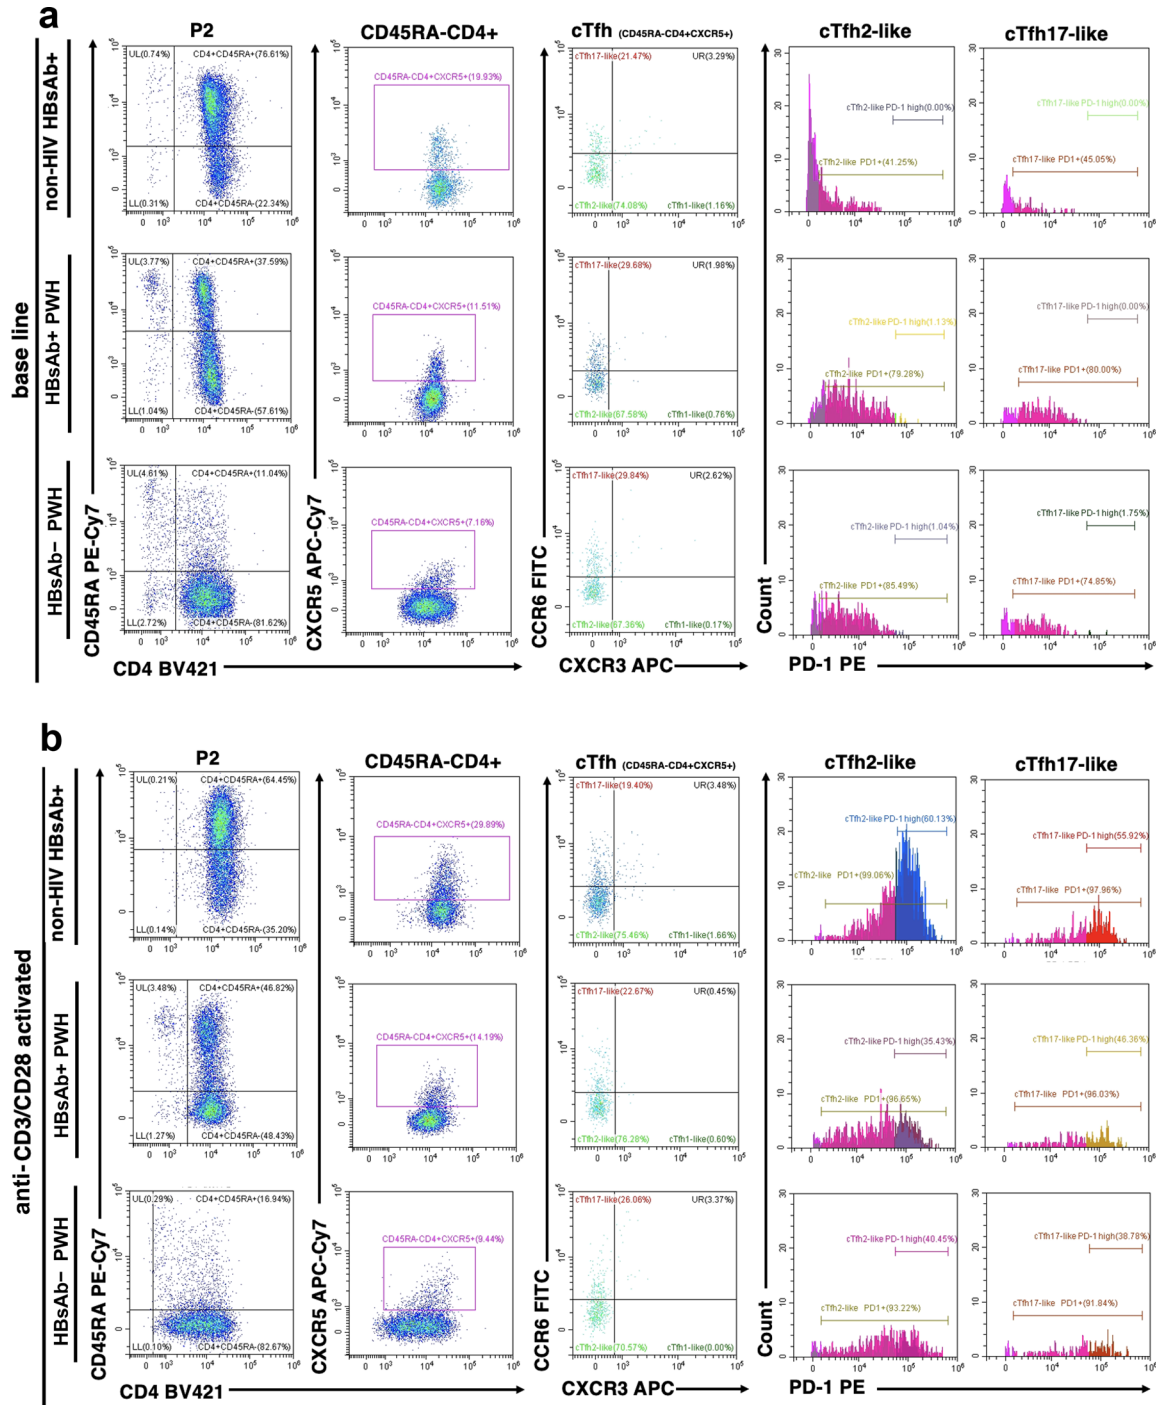 a
P2
CD45RA-CD4+
cTfh (CD45RA-CD4+CXCR5+)
cTfh2-like
cTfh17-like
base line
non-HIV HBsAb+
UL(0.74%) CD4+CD45RA+(76.61%)
LL(0.31%) CD4+CD45RA-(22.34%)
CD45RA-CD4+CXCR5+(19.93%)
cTfh17-like(21.47%) UR(3.29%)
cTfh2-like(74.08%) cTfh1-like(1.16%)
cTfh2-like PD-1 high(0.00%)
cTfh2-like PD1+(41.25%)
cTfh17-like PD-1 high(0.00%)
cTfh17-like PD1+(45.05%)
HBsAb+ PWH
UL(3.77%) CD4+CD45RA+(37.59%)
LL(1.04%) CD4+CD45RA-(57.61%)
CD45RA-CD4+CXCR5+(11.51%)
cTfh17-like(29.68%) UR(1.98%)
cTfh2-like(67.58%) cTfh1-like(0.76%)
cTfh2-like PD-1 high(1.13%)
cTfh2-like PD1+(79.28%)
cTfh17-like PD-1 high(0.00%)
cTfh17-like PD1+(80.00%)
HBsAb– PWH
UL(4.61%) CD4+CD45RA+(11.04%)
LL(2.72%) CD4+CD45RA-(81.62%)
CD45RA-CD4+CXCR5+(7.16%)
cTfh17-like(29.84%) UR(2.62%)
cTfh2-like(67.36%) cTfh1-like(0.17%)
cTfh2-like PD-1 high(1.04%)
cTfh2-like PD1+(85.49%)
cTfh17-like PD-1 high(1.75%)
cTfh17-like PD1+(74.85%)
CD45RA PE-Cy7
CXCR5 APC-Cy7
CCR6 FITC
Count
CD4 BV421
CXCR3 APC
PD-1 PE
b
P2
CD45RA-CD4+
cTfh (CD45RA-CD4+CXCR5+)
cTfh2-like
cTfh17-like
anti-CD3/CD28 activated
non-HIV HBsAb+
UL(0.21%) CD4+CD45RA+(64.45%)
LL(0.14%) CD4+CD45RA-(35.20%)
CD45RA-CD4+CXCR5+(29.89%)
cTfh17-like(19.40%) UR(3.48%)
cTfh2-like(75.46%) cTfh1-like(1.66%)
cTfh2-like PD-1 high(60.13%)
cTfh2-like PD1+(99.06%)
cTfh17-like PD-1 high(55.92%)
cTfh17-like PD1+(97.96%)
HBsAb+ PWH
UL(3.48%) CD4+CD45RA+(46.82%)
LL(1.27%) CD4+CD45RA-(48.43%)
CD45RA-CD4+CXCR5+(14.19%)
cTfh17-like(22.67%) UR(0.45%)
cTfh2-like(76.28%) cTfh1-like(0.60%)
cTfh2-like PD-1 high(35.43%)
cTfh2-like PD1+(96.65%)
cTfh17-like PD-1 high(46.36%)
cTfh17-like PD1+(96.03%)
HBsAb– PWH
UL(0.29%) CD4+CD45RA+(16.94%)
LL(0.10%) CD4+CD45RA-(82.67%)
CD45RA-CD4+CXCR5+(9.44%)
cTfh17-like(26.06%) UR(3.37%)
cTfh2-like(70.57%) cTfh1-like(0.00%)
cTfh2-like PD-1 high(40.45%)
cTfh2-like PD1+(93.22%)
cTfh17-like PD-1 high(38.78%)
cTfh17-like PD1+(91.84%)
CD45RA PE-Cy7
CXCR5 APC-Cy7
CCR6 FITC
Count
CD4 BV421
CXCR3 APC
PD-1 PE